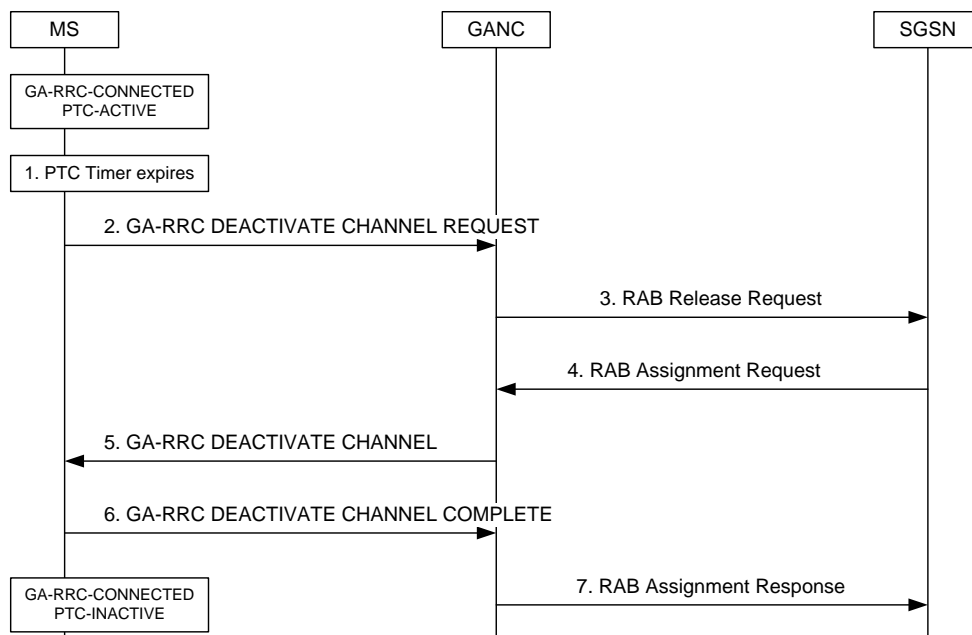 MS
GANC
SGSN
GA-RRC-CONNECTED
PTC-ACTIVE
1. PTC Timer expires
2. GA-RRC DEACTIVATE CHANNEL REQUEST
3. RAB Release Request
4. RAB Assignment Request
5. GA-RRC DEACTIVATE CHANNEL
6. GA-RRC DEACTIVATE CHANNEL COMPLETE
7. RAB Assignment Response
GA-RRC-CONNECTED
PTC-INACTIVE